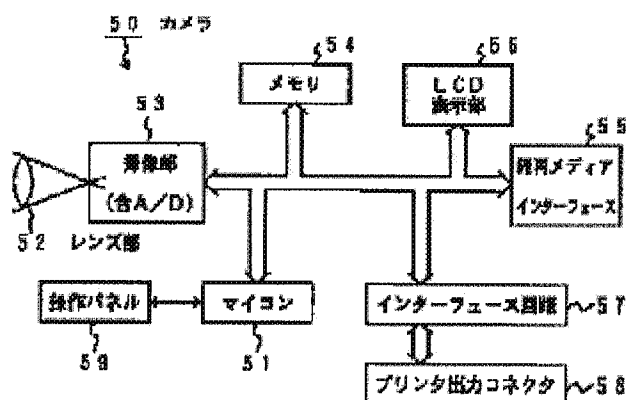 50 カメラ
54
メモリ
56
LCD
表示部
53
撮像部
(含A/D)
55
メディア
インターフェース
52 レンズ部
操作パネル
59
マイコン
51
インターフェース回路
57
プリンタ出力コネクタ
58